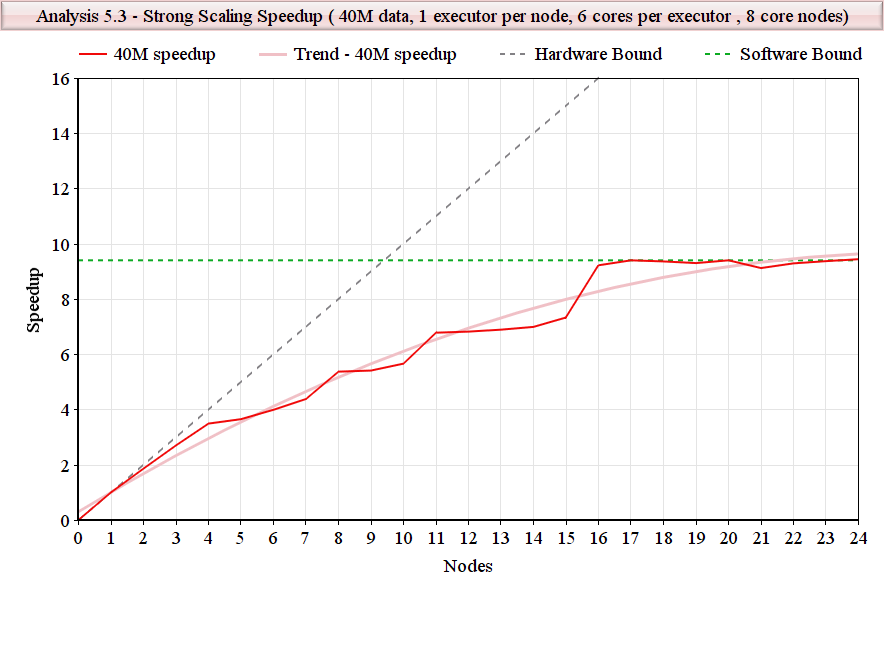 Analysis 5.3 - Strong Scaling Speedup ( 40M data, 1 executor per node, 6 cores per executor , 8 core nodes)
40M speedup Trend - 40M speedup Hardware Bound Software Bound
16
14
12
10
8
6
4
2
0
Speedup
0 1 2 3 4 5 6 7 8 9 10 11 12 13 14 15 16 17 18 19 20 21 22 23 24
Nodes